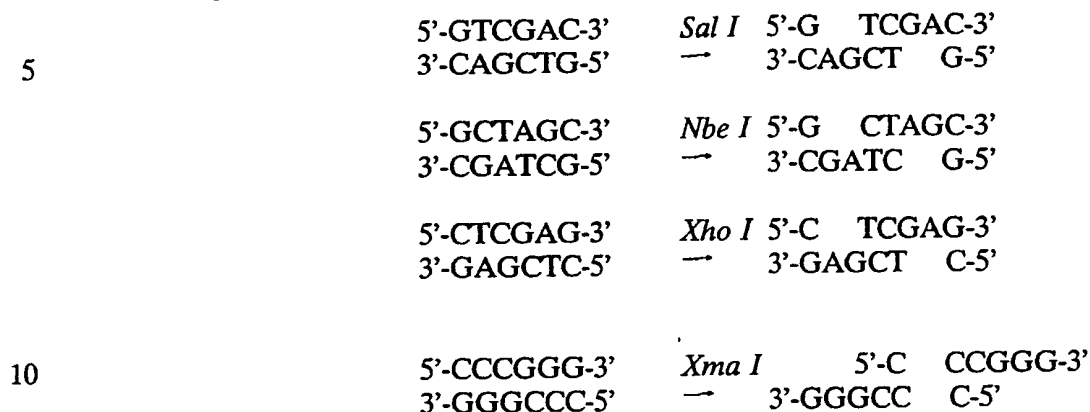 5'-GTCGAC-3' Sal I 5'-G TCGAC-3'
5 3'-CAGCTG-5' → 3'-CAGCT G-5'
5'-GCTAGC-3' Nbe I 5'-G CTAGC-3'
3'-CGATCG-5' → 3'-CGATC G-5'
5'-CTCGAG-3' Xho I 5'-C TCGAG-3'
3'-GAGCTC-5' → 3'-GAGCT C-5'
10 5'-CCCGGG-3' Xma I 5'-C CCGGG-3'
3'-GGGCCC-5' → 3'-GGGCC C-5'